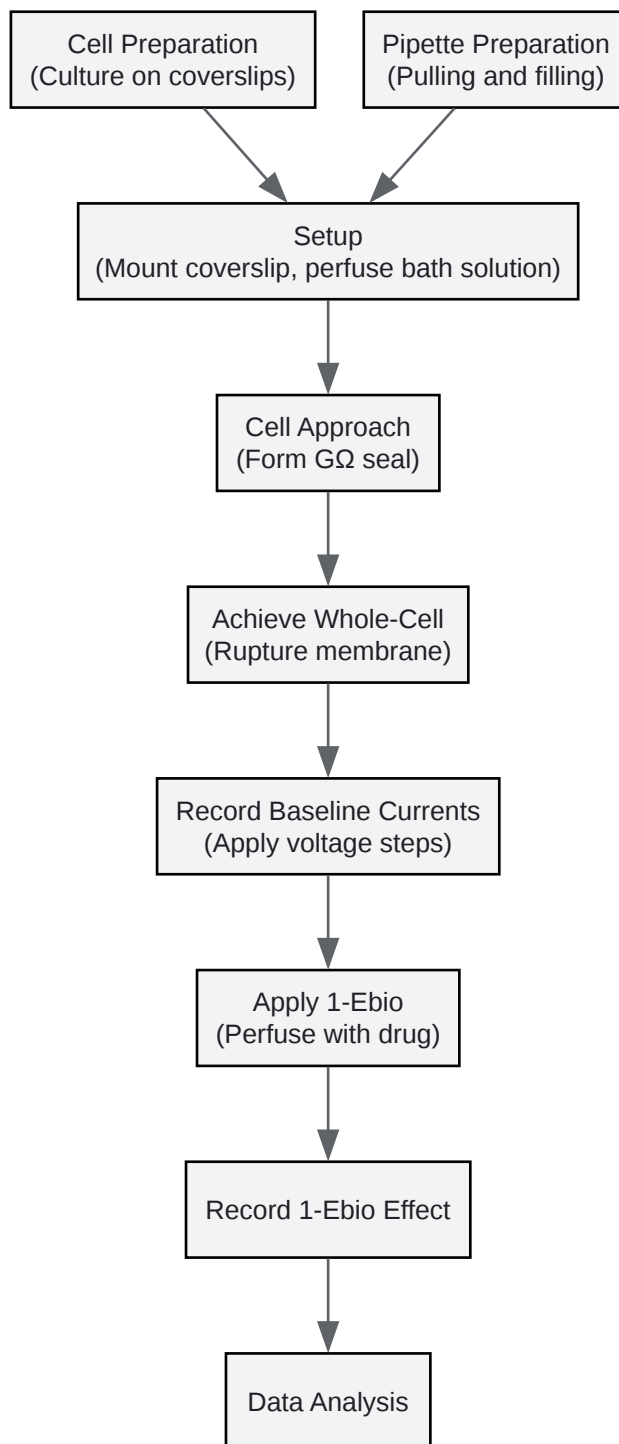 Cell Preparation
(Culture on coverslips)
Pipette Preparation
(Pulling and filling)
Setup
(Mount coverslip, perfuse bath solution)
Cell Approach
(Form GΩ seal)
Achieve Whole-Cell
(Rupture membrane)
Record Baseline Currents
(Apply voltage steps)
Apply 1-Ebio
(Perfuse with drug)
Record 1-Ebio Effect
Data Analysis